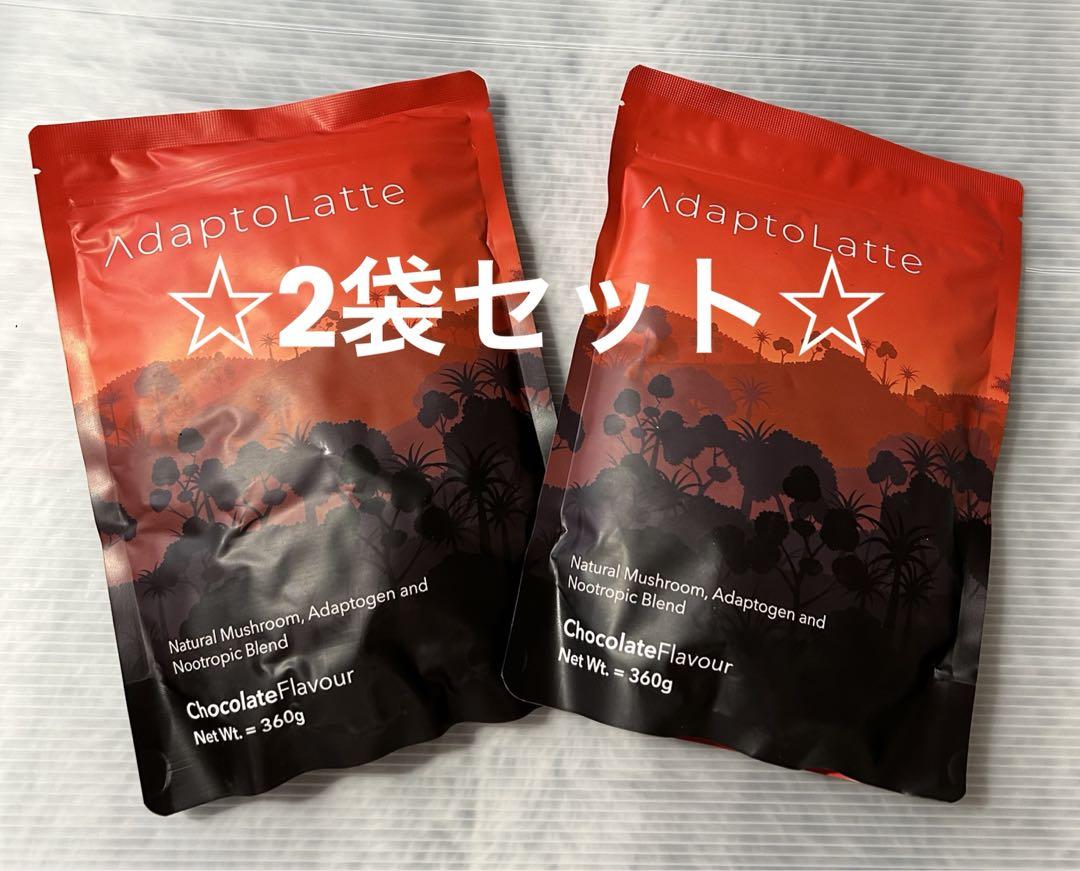 AdaptoLatte
Natural Mushroom, Adaptogen and
Nootropic Blend
ChocolateFlavour
Net Wt. = 360g
AdaptoLatte
Natural Mushroom, Adaptogen and
Nootropic Blend
ChocolateFlavour
Net Wt. = 360g
☆2袋セット☆